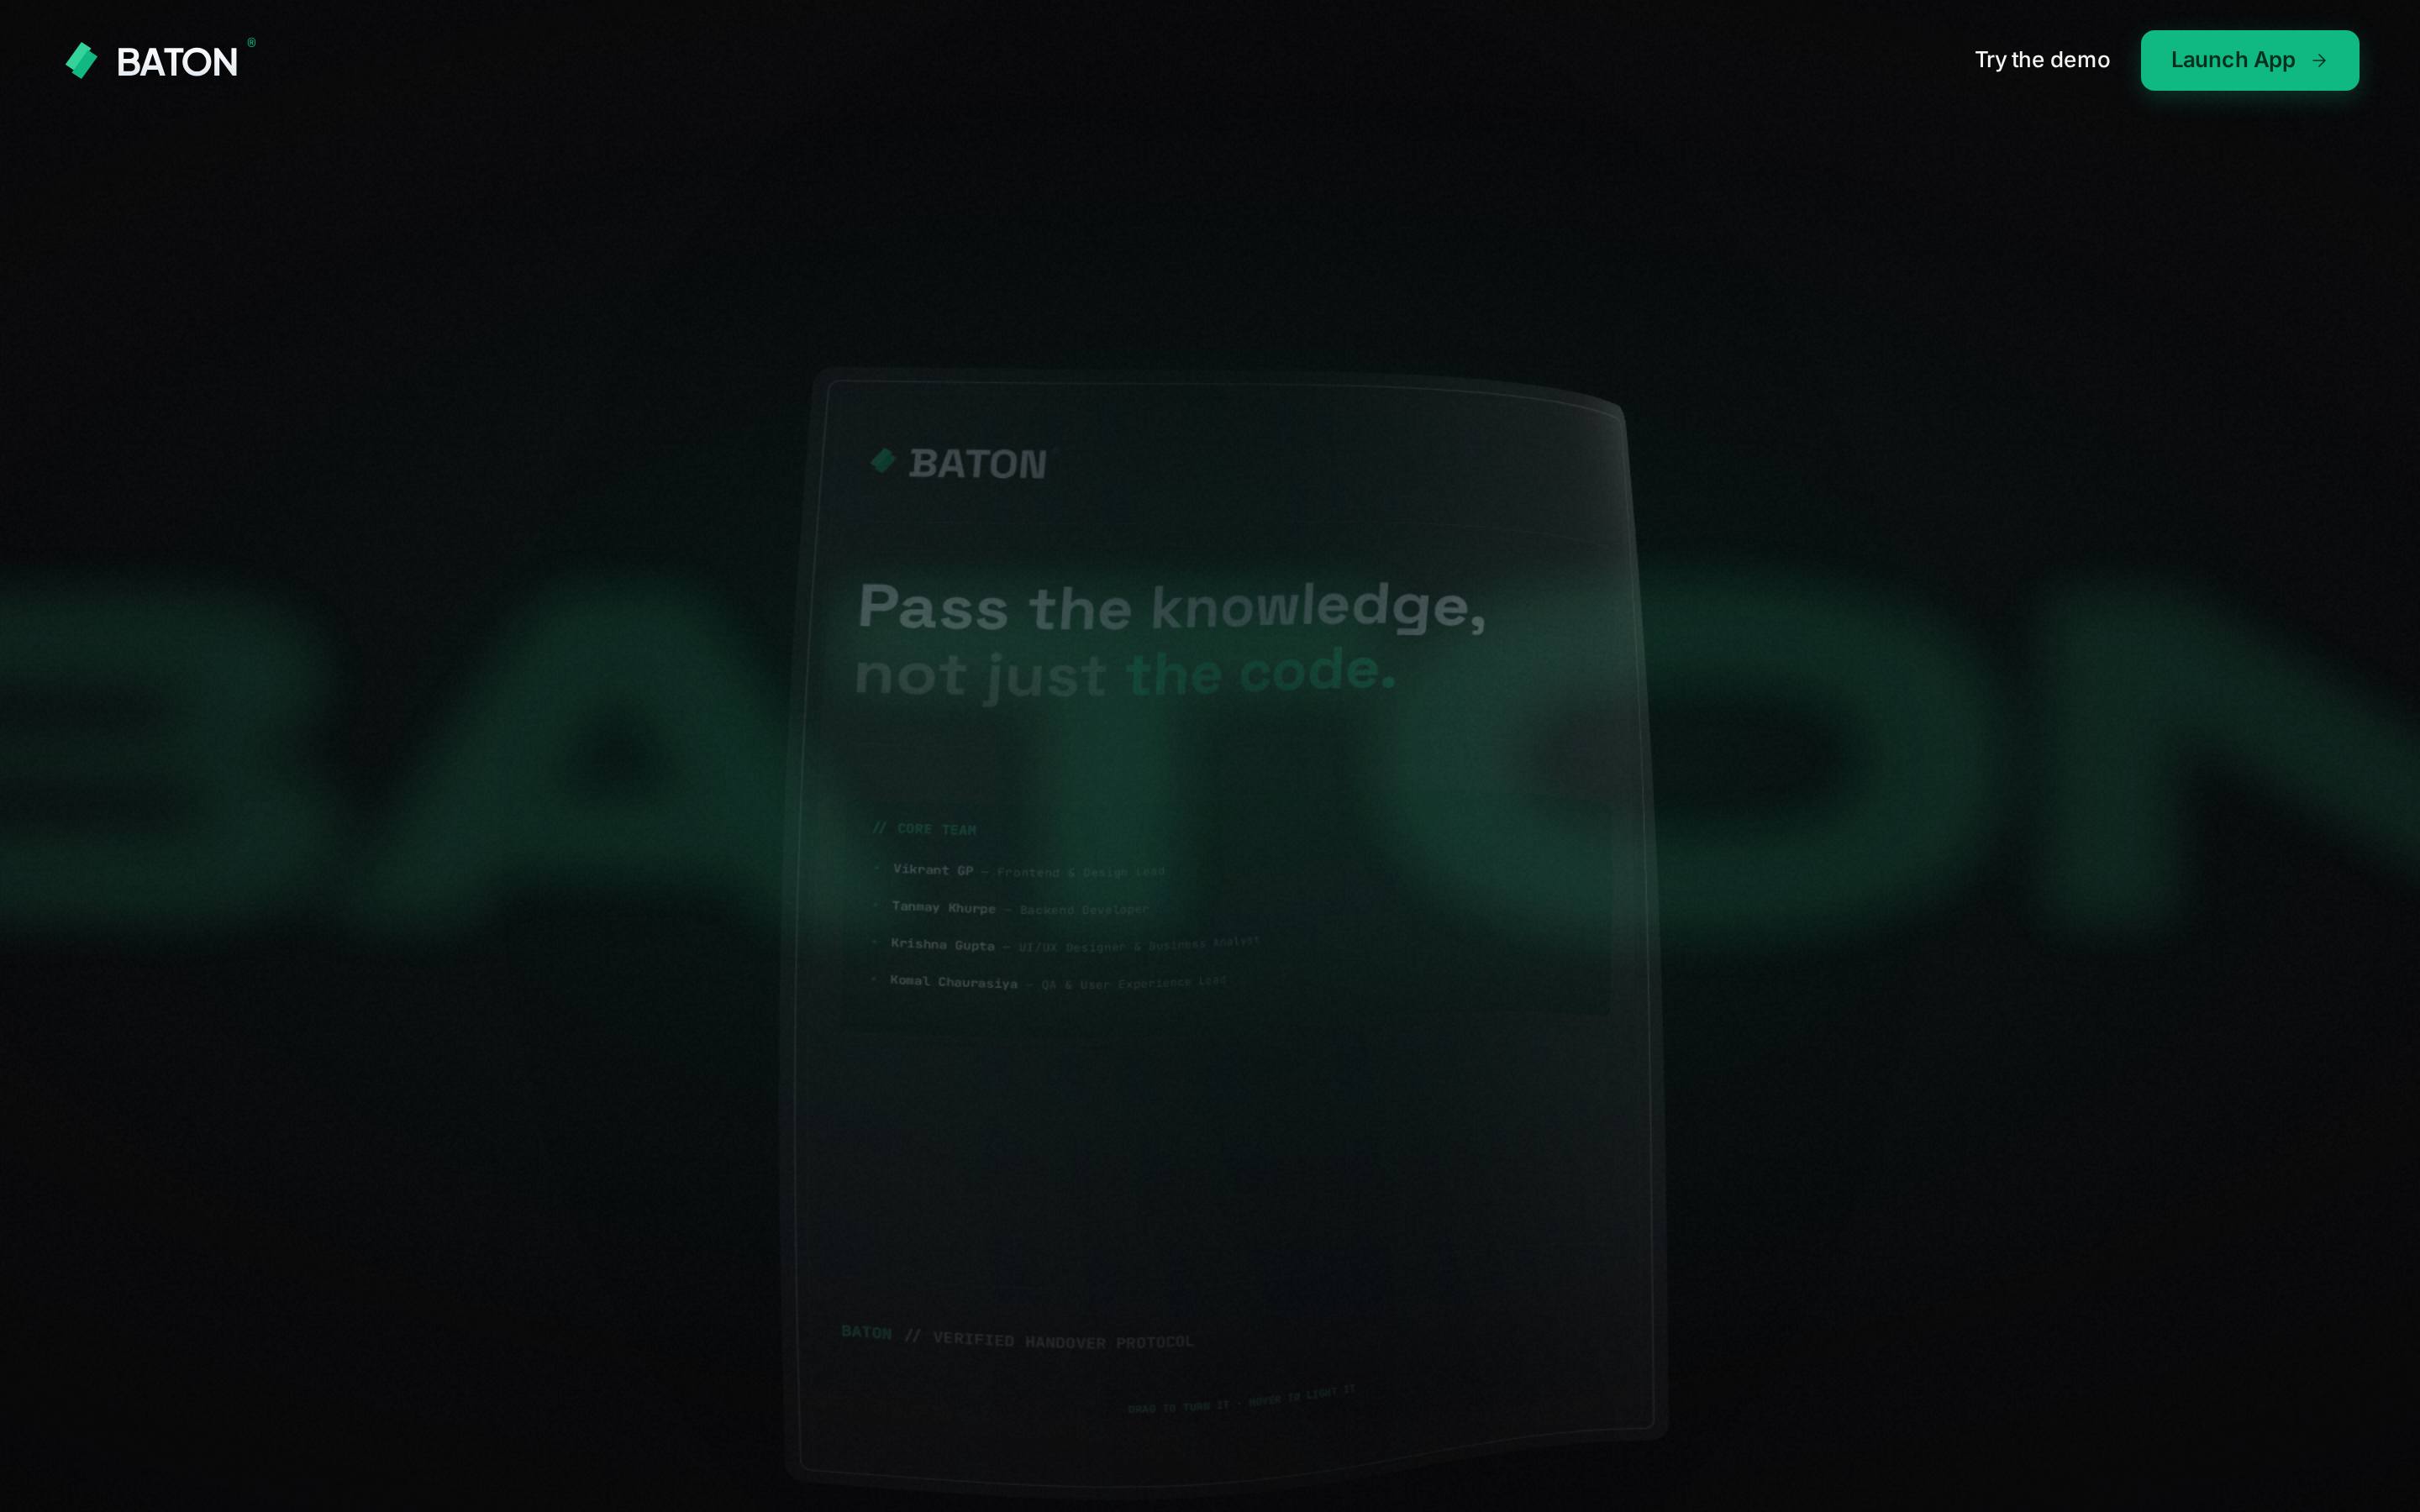 BATON ®
Try the demo
Launch App →
BATON
BATON
Pass the knowledge,
not just the code.
// CORE TEAM
Vikrant GP — Frontend & Design Lead
Tanmay Khurpe — Backend Developer
Krishna Gupta — UI/UX Designer & Business Analyst
Komal Chaurasiya — QA & User Experience Lead
BATON // VERIFIED HANDOVER PROTOCOL
DRAG TO TURN IT · HOVER TO LIGHT IT